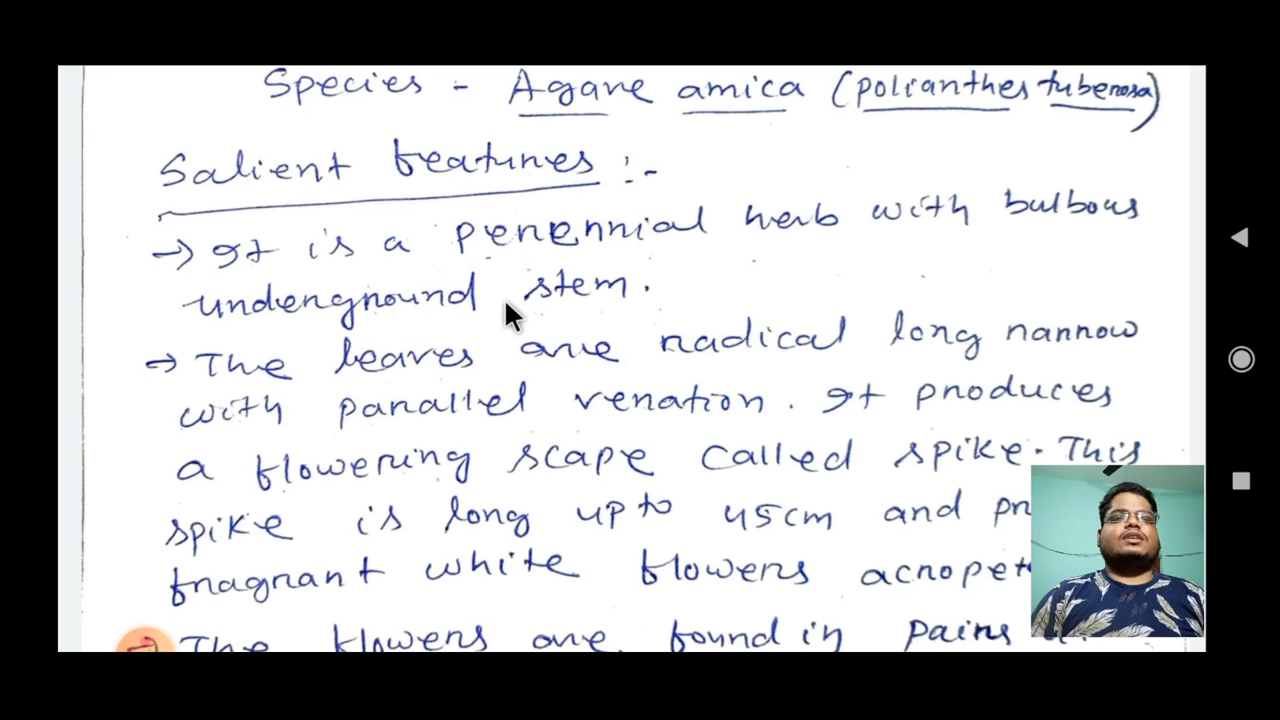 Species - Agave amica (polianthes tuberosa)
Salient features :-
→ It is a perennial herb with bulbous
underground stem.
→ The leaves are radical long narrow
with parallel venation. It produces
a flowering scape called spike. This
spike is long upto 45cm and
fragrant white flowers
The flowers are found in pairs